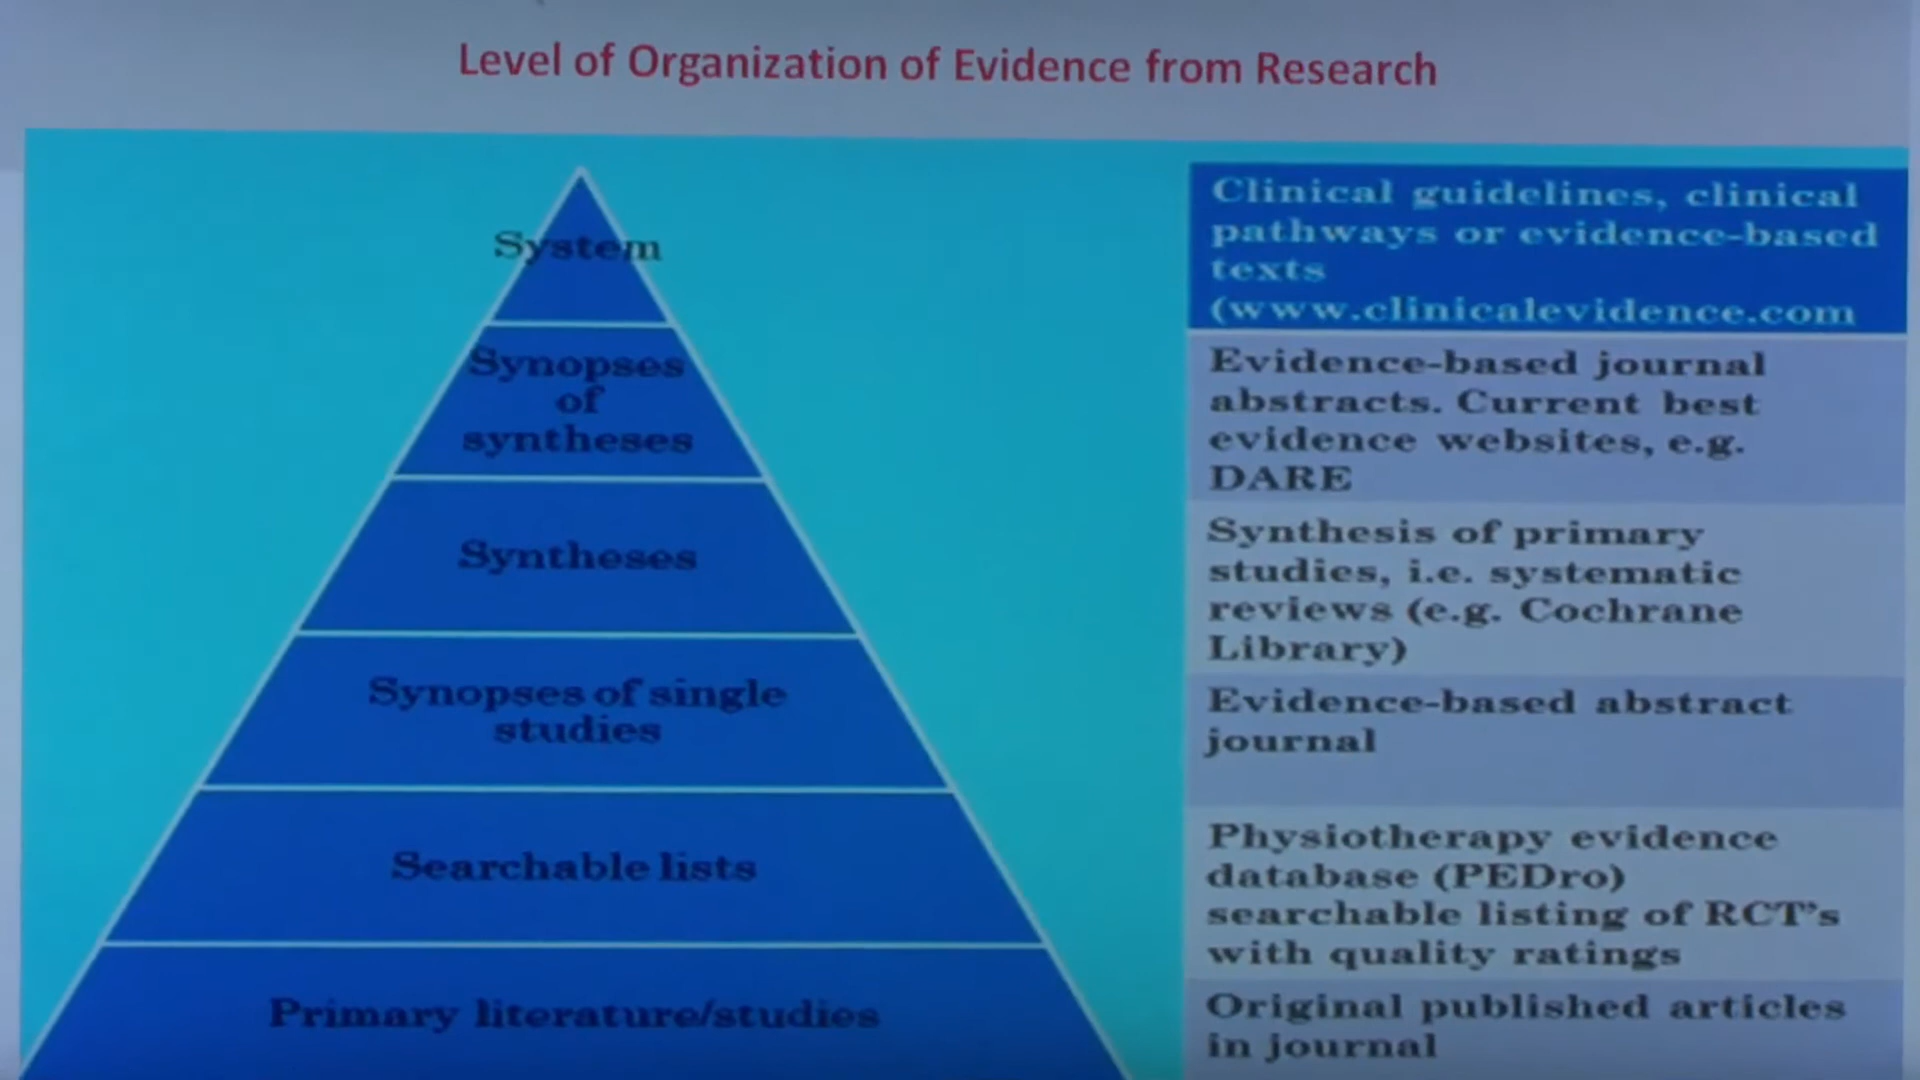 Level of Organization of Evidence from Research
System
Synopses
of
syntheses
Syntheses
Synopses of single
studies
Searchable lists
Primary literature/studies
Clinical guidelines, clinical
pathways or evidence-based
texts
(www.clinicalevidence.com
Evidence-based journal
abstracts. Current best
evidence websites, e.g.
DARE
Synthesis of primary
studies, i.e. systematic
reviews (e.g. Cochrane
Library)
Evidence-based abstract
journal
Physiotherapy evidence
database (PEDro)
searchable listing of RCT's
with quality ratings
Original published articles
in journal